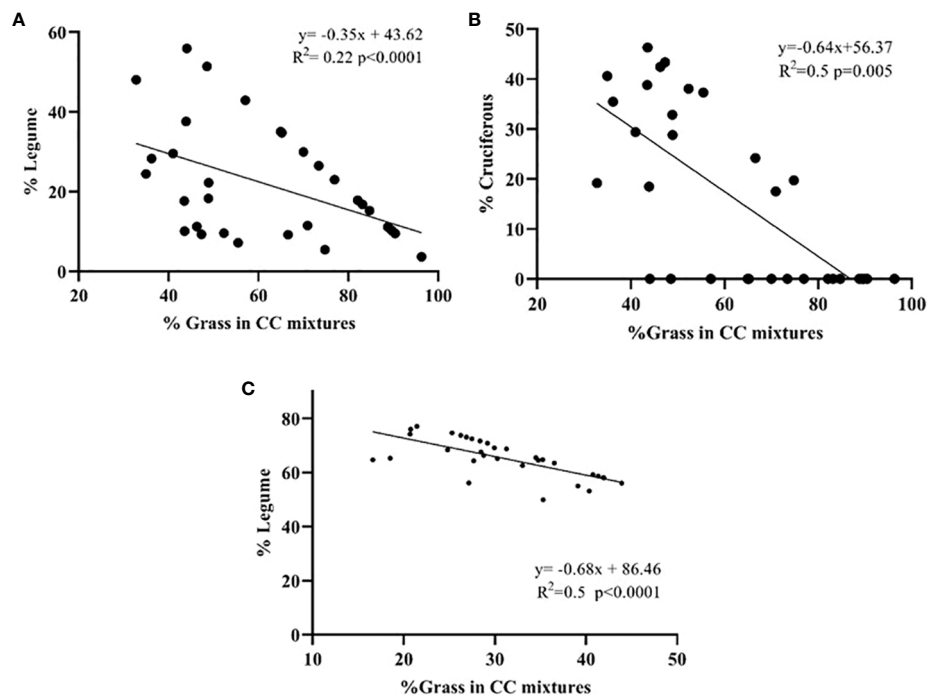 A
y= -0.35x + 43.62
R²= 0.22 p<0.0001
60
40
20
0
% Legume
20 40 60 80 100
% Grass in CC mixtures
B
y=-0.64x+56.37
R²=0.5 p=0.005
50
40
30
20
10
0
% Cruciferous
20 40 60 80 100
%Grass in CC mixtures
C
80
60
40
20
0
% Legume
y= -0.68x + 86.46
R²=0.5 p<0.0001
10 20 30 40 50
%Grass in CC mixtures